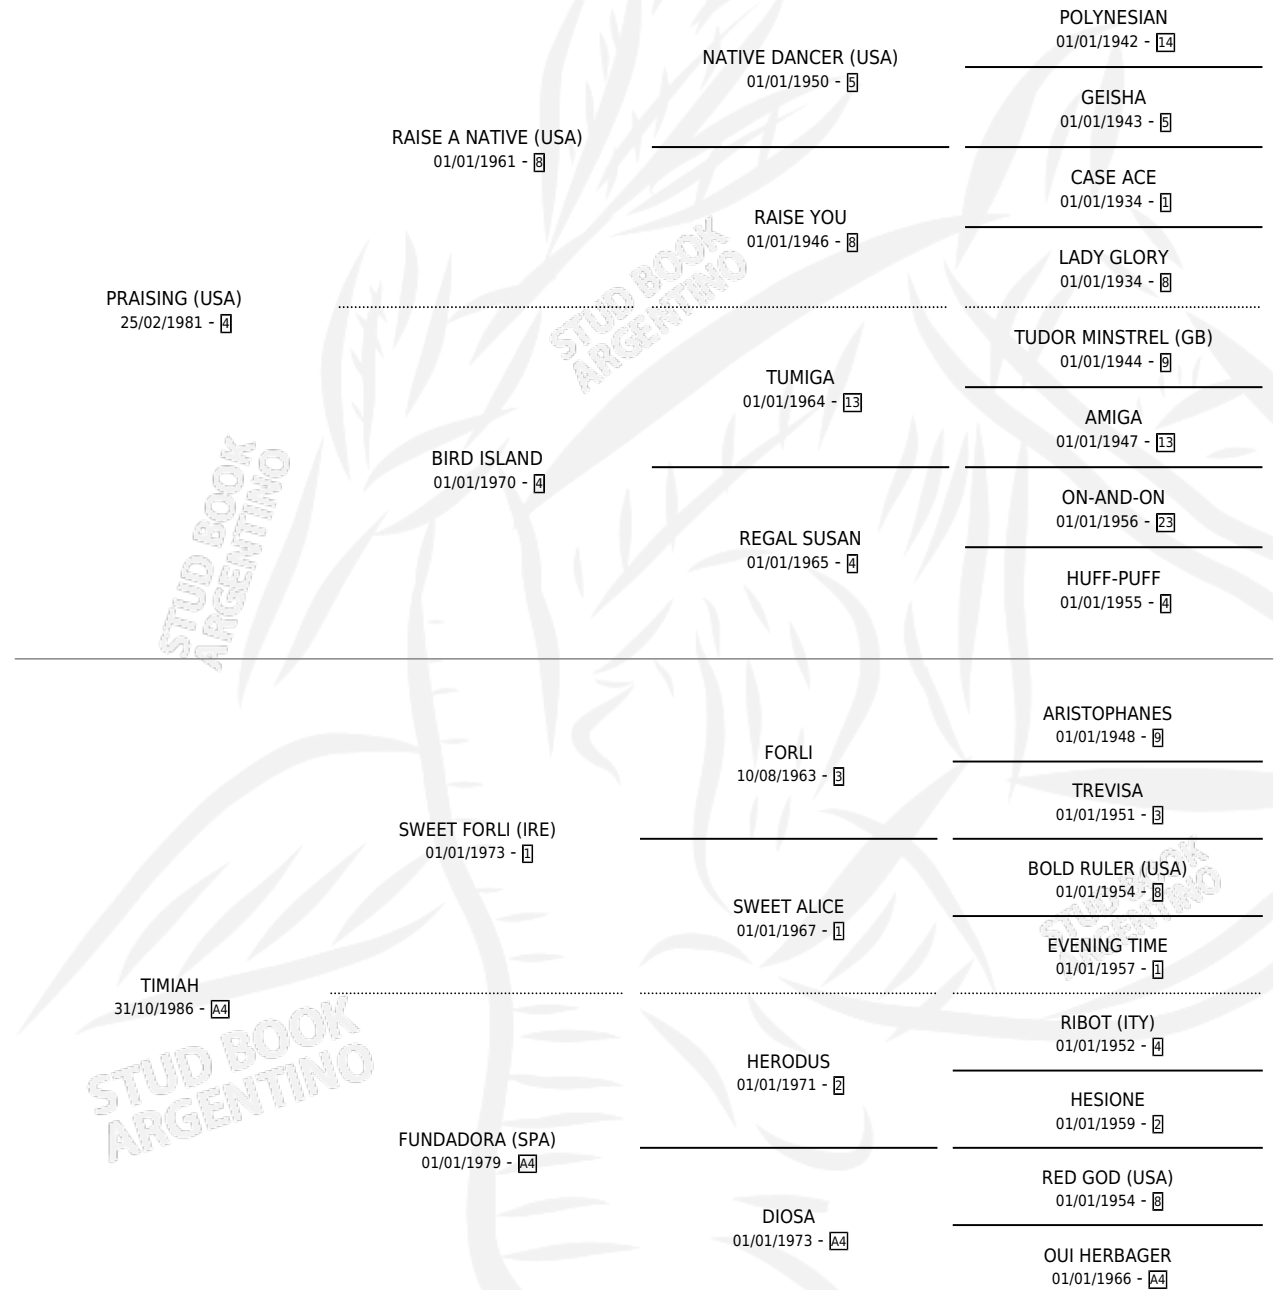 POLYNESIAN
01/01/1942 - 14
NATIVE DANCER (USA)
01/01/1950 - 5
GEISHA
01/01/1943 - 5
RAISE A NATIVE (USA)
01/01/1961 - 8
CASE ACE
01/01/1934 - 1
RAISE YOU
01/01/1946 - 8
LADY GLORY
01/01/1934 - 8
PRAISING (USA)
25/02/1981 - 4
STUD BOOK
ARGENTINO
TUDOR MINSTREL (GB)
01/01/1944 - 9
TUMIGA
01/01/1964 - 13
AMIGA
01/01/1947 - 13
BIRD ISLAND
01/01/1970 - 4
ON-AND-ON
01/01/1956 - 23
REGAL SUSAN
01/01/1965 - 4
HUFF-PUFF
01/01/1955 - 4
STUD BOOK
ARGENTINO
ARISTOPHANES
01/01/1948 - 9
FORLI
10/08/1963 - 3
TREVISA
01/01/1951 - 3
SWEET FORLI (IRE)
01/01/1973 - 1
BOLD RULER (USA)
01/01/1954 - 8
SWEET ALICE
01/01/1967 - 1
STUD BOOK
ARGENTINO
EVENING TIME
01/01/1957 - 1
TIMIAH
31/10/1986 - A4
RIBOT (ITY)
01/01/1952 - 4
HERODUS
01/01/1971 - 2
HESIONE
01/01/1959 - 2
STUD BOOK
ARGENTINO
FUNDADORA (SPA)
01/01/1979 - A4
RED GOD (USA)
01/01/1954 - 8
DIOSA
01/01/1973 - A4
OUI HERBAGER
01/01/1966 - A4